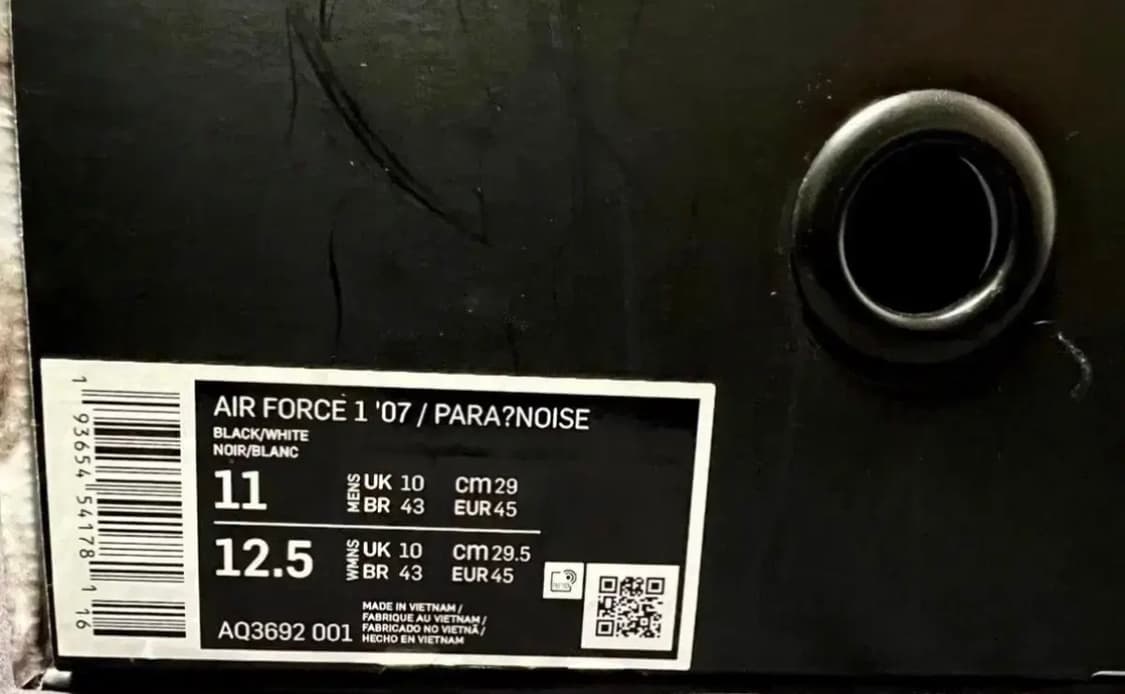 AIR FORCE 1 '07 / PARA?NOISE
BLACK/WHITE
NOIR/BLANC
11
MENS
UK 10 cm 29
BR 43 EUR 45
12.5
WMNS
UK 10 cm 29.5
BR 43 EUR 45
AQ3692 001
MADE IN VIETNAM /
FABRIQUE AU VIETNAM /
FABRICADO NO VIETNÃ /
HECHO EN VIETNAM
1 93654 54178 1 16